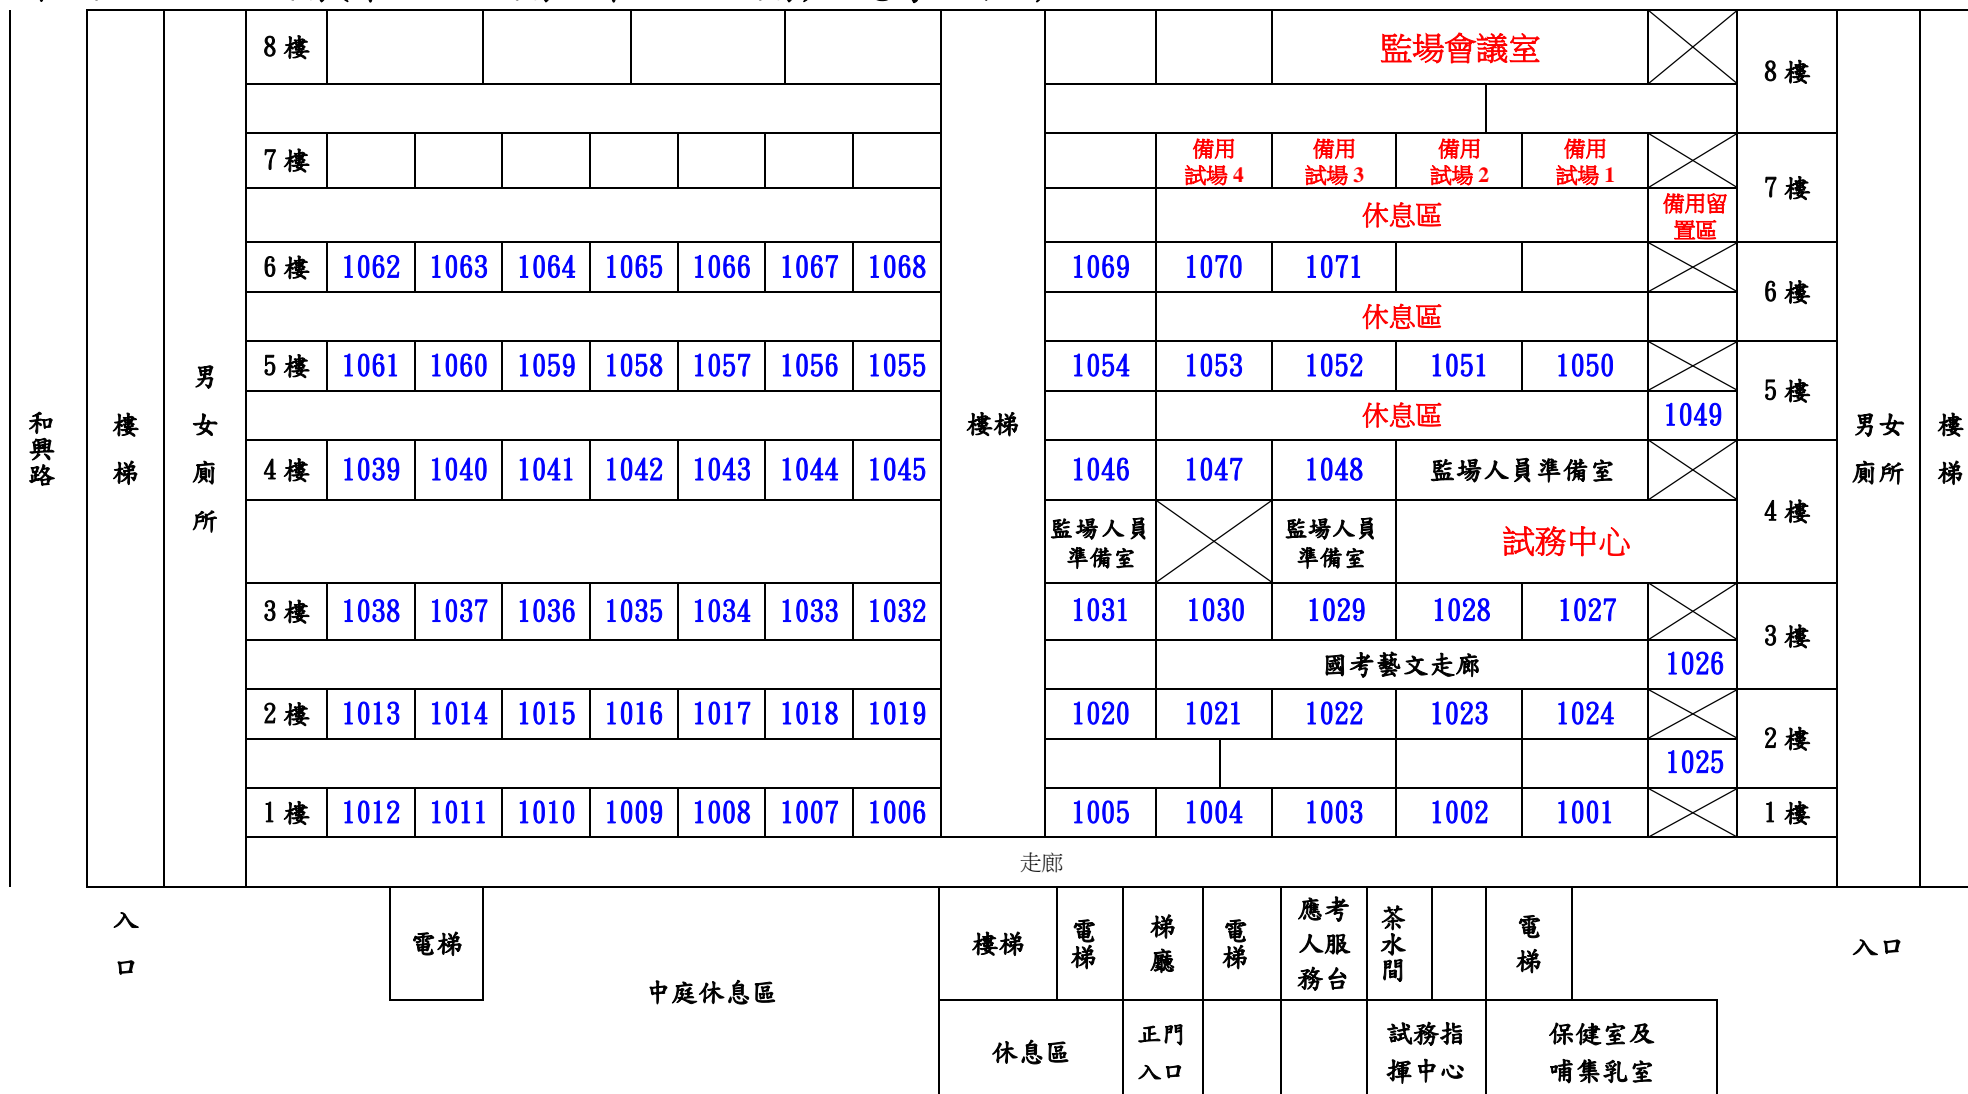 8樓 監場會議室 8樓
7樓 備用試場4 備用試場3 備用試場2 備用試場1 7樓
休息區 備用留置區
6樓 1062 1063 1064 1065 1066 1067 1068 1069 1070 1071 6樓
休息區
5樓 1061 1060 1059 1058 1057 1056 1055 1054 1053 1052 1051 1050 5樓
休息區 1049
和興路 樓梯 男女廁所 樓梯 男女廁所 樓梯
4樓 1039 1040 1041 1042 1043 1044 1045 1046 1047 1048 監場人員準備室 4樓
監場人員準備室 監場人員準備室 試務中心
3樓 1038 1037 1036 1035 1034 1033 1032 1031 1030 1029 1028 1027 3樓
國考藝文走廊 1026
2樓 1013 1014 1015 1016 1017 1018 1019 1020 1021 1022 1023 1024 2樓
1025
1樓 1012 1011 1010 1009 1008 1007 1006 1005 1004 1003 1002 1001 1樓
走廊
入口 電梯 樓梯 電梯 梯廳 電梯 應考人服務台 茶水間 電梯 入口
中庭休息區
休息區 正門入口 試務指揮中心 保健室及哺集乳室